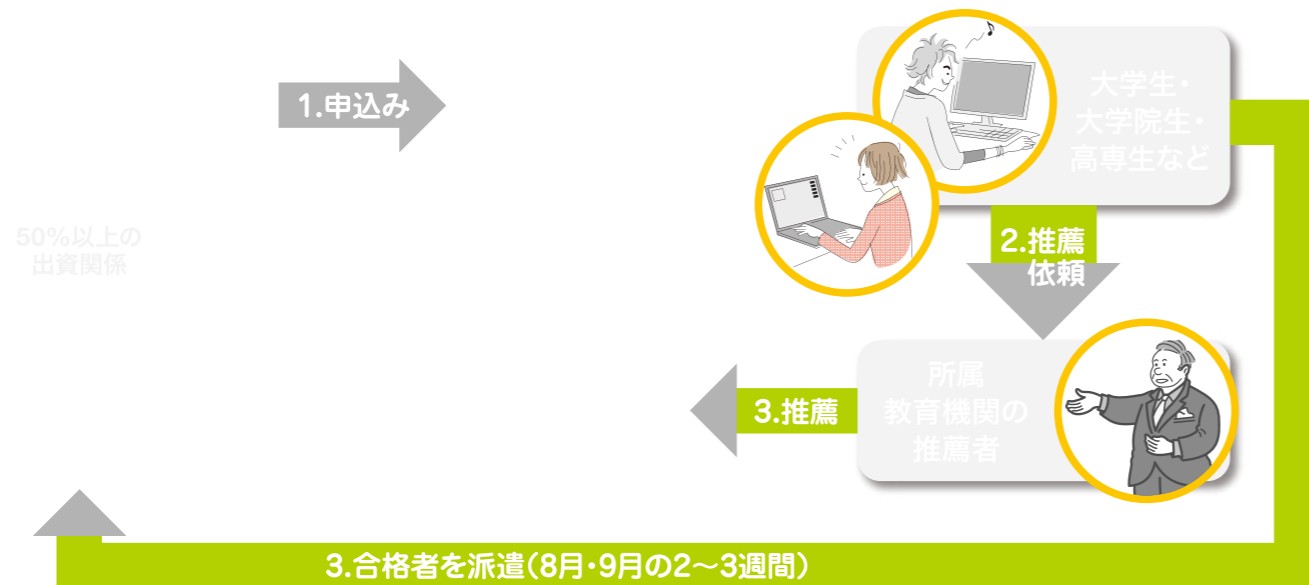 1.申込み
大学生・
大学院生・
高専生など
50%以上の
出資関係
2.推薦
依頼
所属
教育機関の
推薦者
3.推薦
3.合格者を派遣（8月・9月の2～3週間）